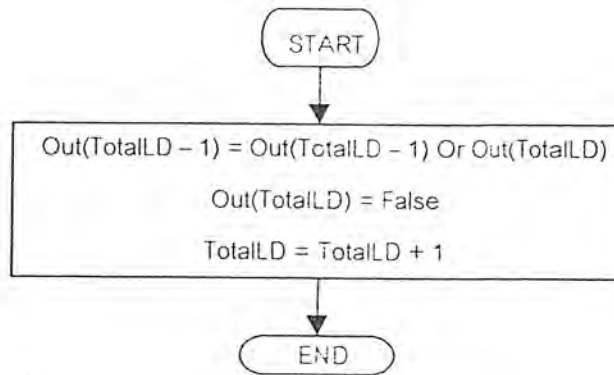 START
Out(TotalLD – 1) = Out(TotalLD – 1) Or Out(TotalLD)
Out(TotalLD) = False
TotalLD = TotalLD + 1
END